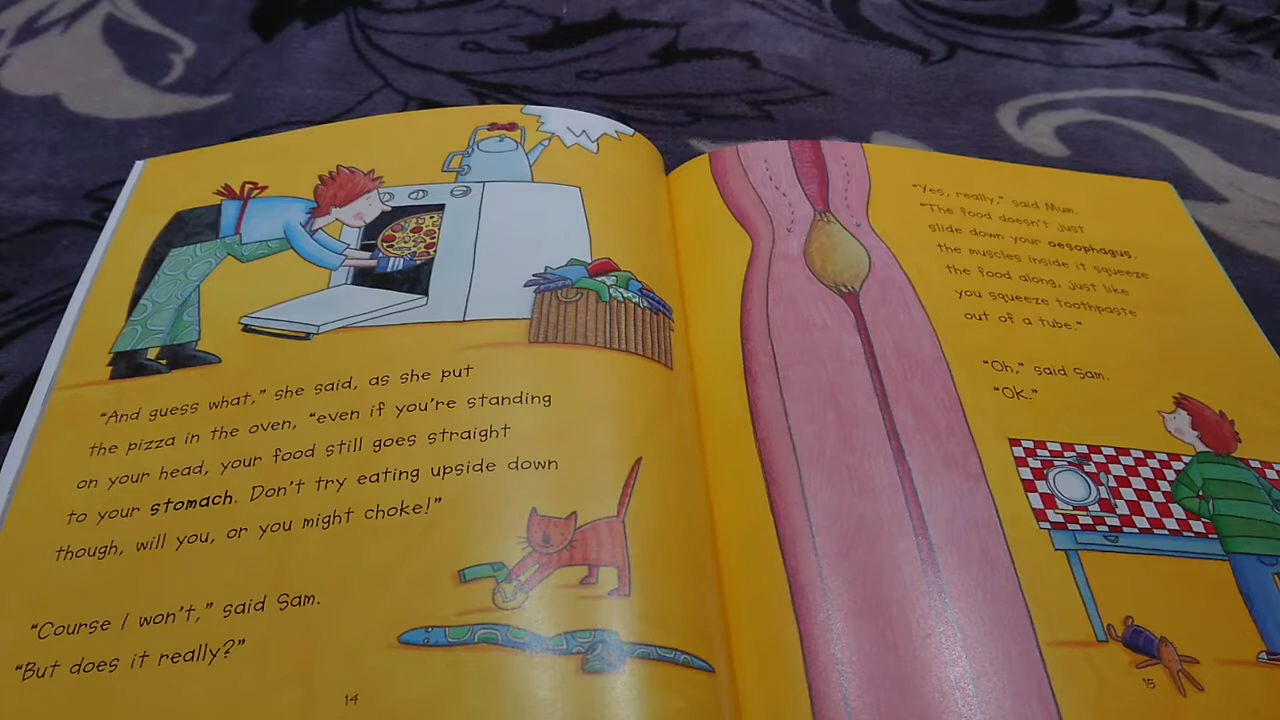 “And guess what,” she said, as she put
the pizza in the oven, “even if you’re standing
on your head, your food still goes straight
to your stomach. Don’t try eating upside down
though, will you, or you might choke!”
“Course I won’t,” said Sam.
“But does it really?”
14
“Yes, really,” said Mum.
“The food doesn’t just
slide down your aesophagus,
the muscles inside it squeeze
the food along, just like
you squeeze toothpaste
out of a tube.”
“Oh,” said Sam.
“OK.”
15